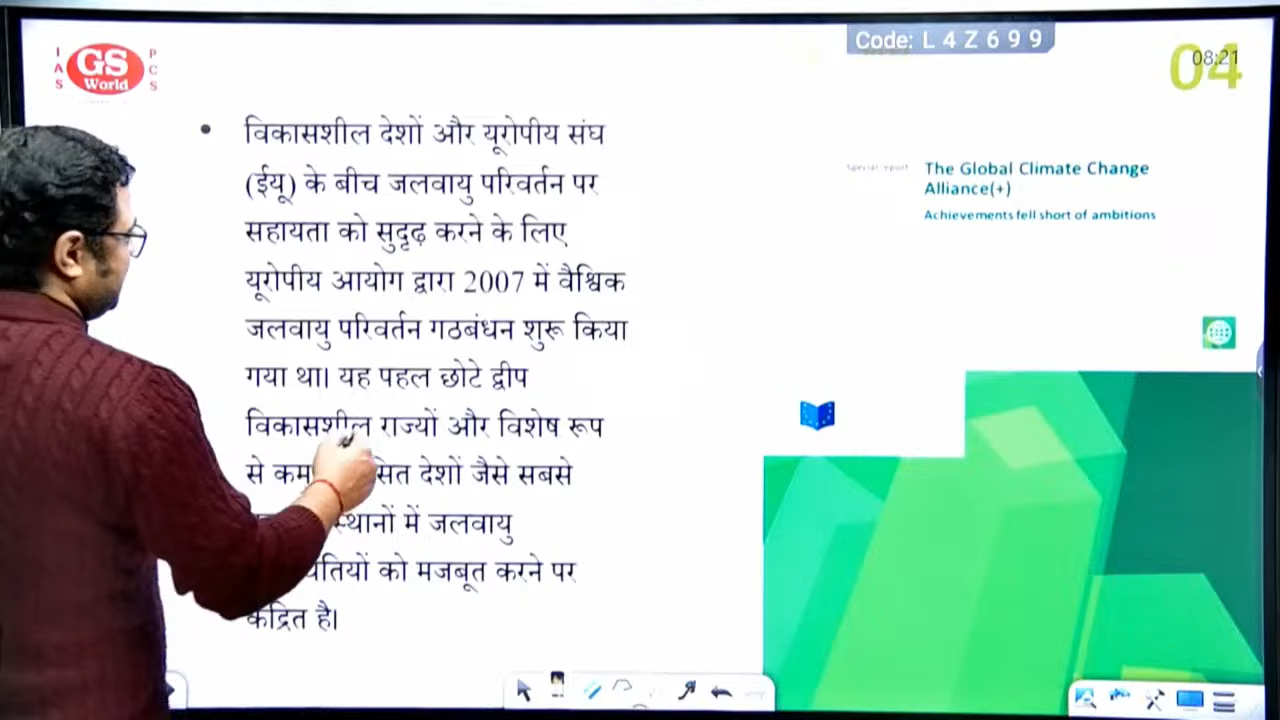 IAS
GS
World
PCS
Code: L 4 Z 6 9 9
04
08:21
• विकासशील देशों और यूरोपीय संघ
(ईयू) के बीच जलवायु परिवर्तन पर
सहायता को सुदृढ़ करने के लिए
यूरोपीय आयोग द्वारा 2007 में वैश्विक
जलवायु परिवर्तन गठबंधन शुरू किया
गया था। यह पहल छोटे द्वीप
विकासशील राज्यों और विशेष रूप
से कम देशों जैसे सबसे
में जलवायु
को मजबूत करने पर
केंद्रित है।
Special report
The Global Climate Change
Alliance(+)
Achievements fell short of ambitions